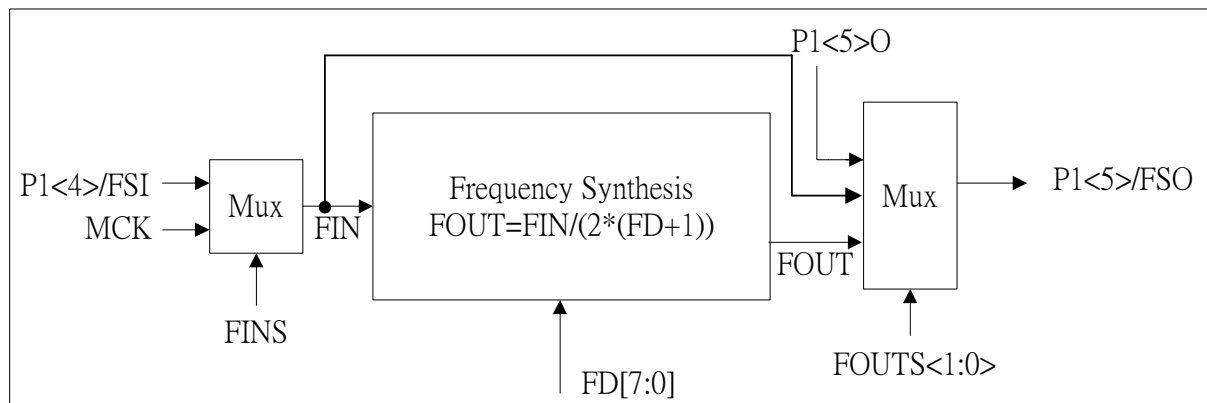 P1<5>O
P1<4>/FSI
MCK
Mux
FIN
FINS
Frequency Synthesis
FOUT=FIN/(2*(FD+1))
FD[7:0]
FOUT
Mux
FOUTS<1:0>
P1<5>/FSO